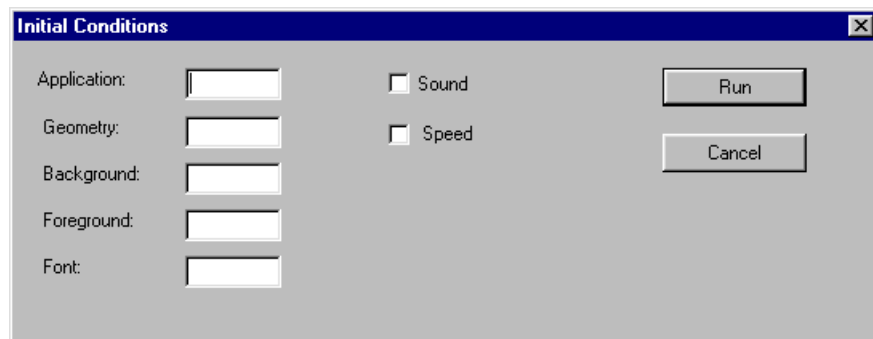 Initial Conditions
Application:
Sound
Run
Geometry:
Speed
Cancel
Background:
Foreground:
Font: